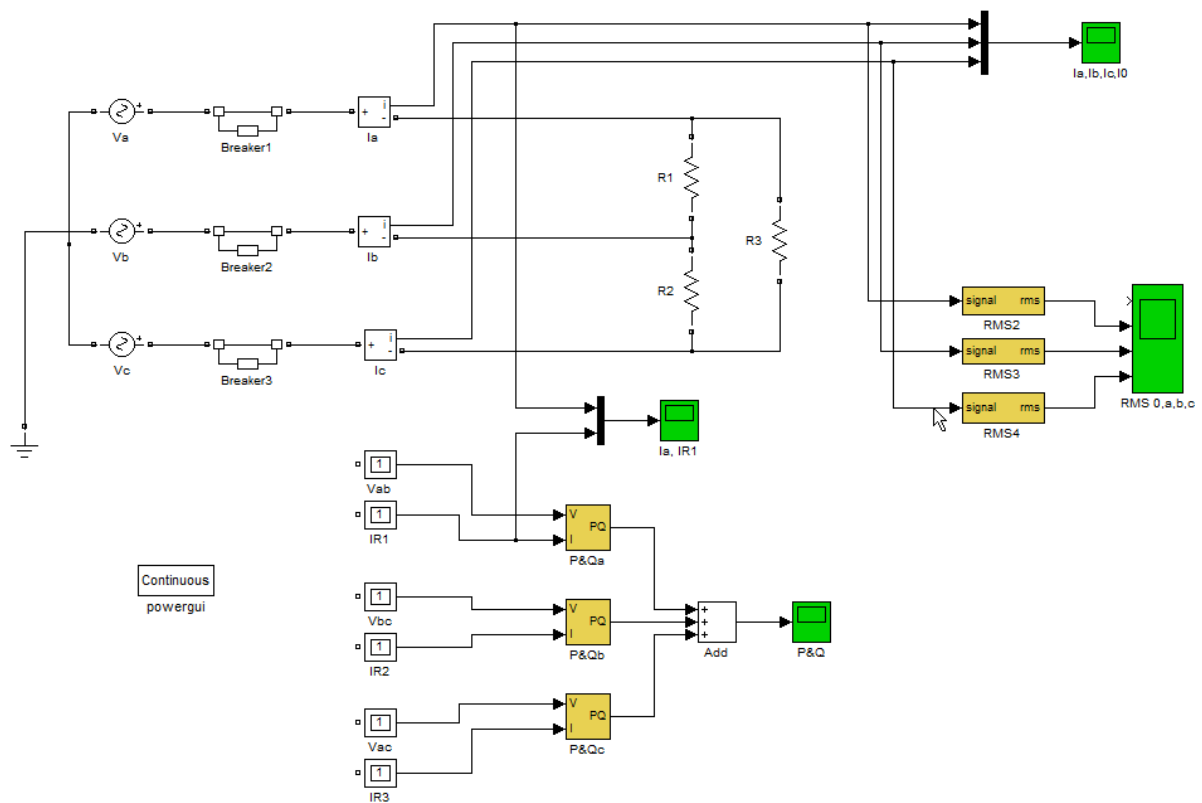 Ia,Ib,Ic,I0
+
i
-
Va
Breaker1
Ia
R1
+
+
i
-
R3
Vb
Breaker2
Ib
R2
signal rms
RMS2
+
+
i
-
signal rms
RMS3
Vc
Breaker3
Ic
signal rms
RMS 0,a,b,c
RMS4
Ia, IR1
1
Vab
1
IR1
V
PQ
I
P&Qa
Continuous
powergui
1
Vbc
V
PQ
I
P&Qb
+
+
+
Add
P&Q
1
IR2
V
PQ
I
P&Qc
1
Vac
1
IR3